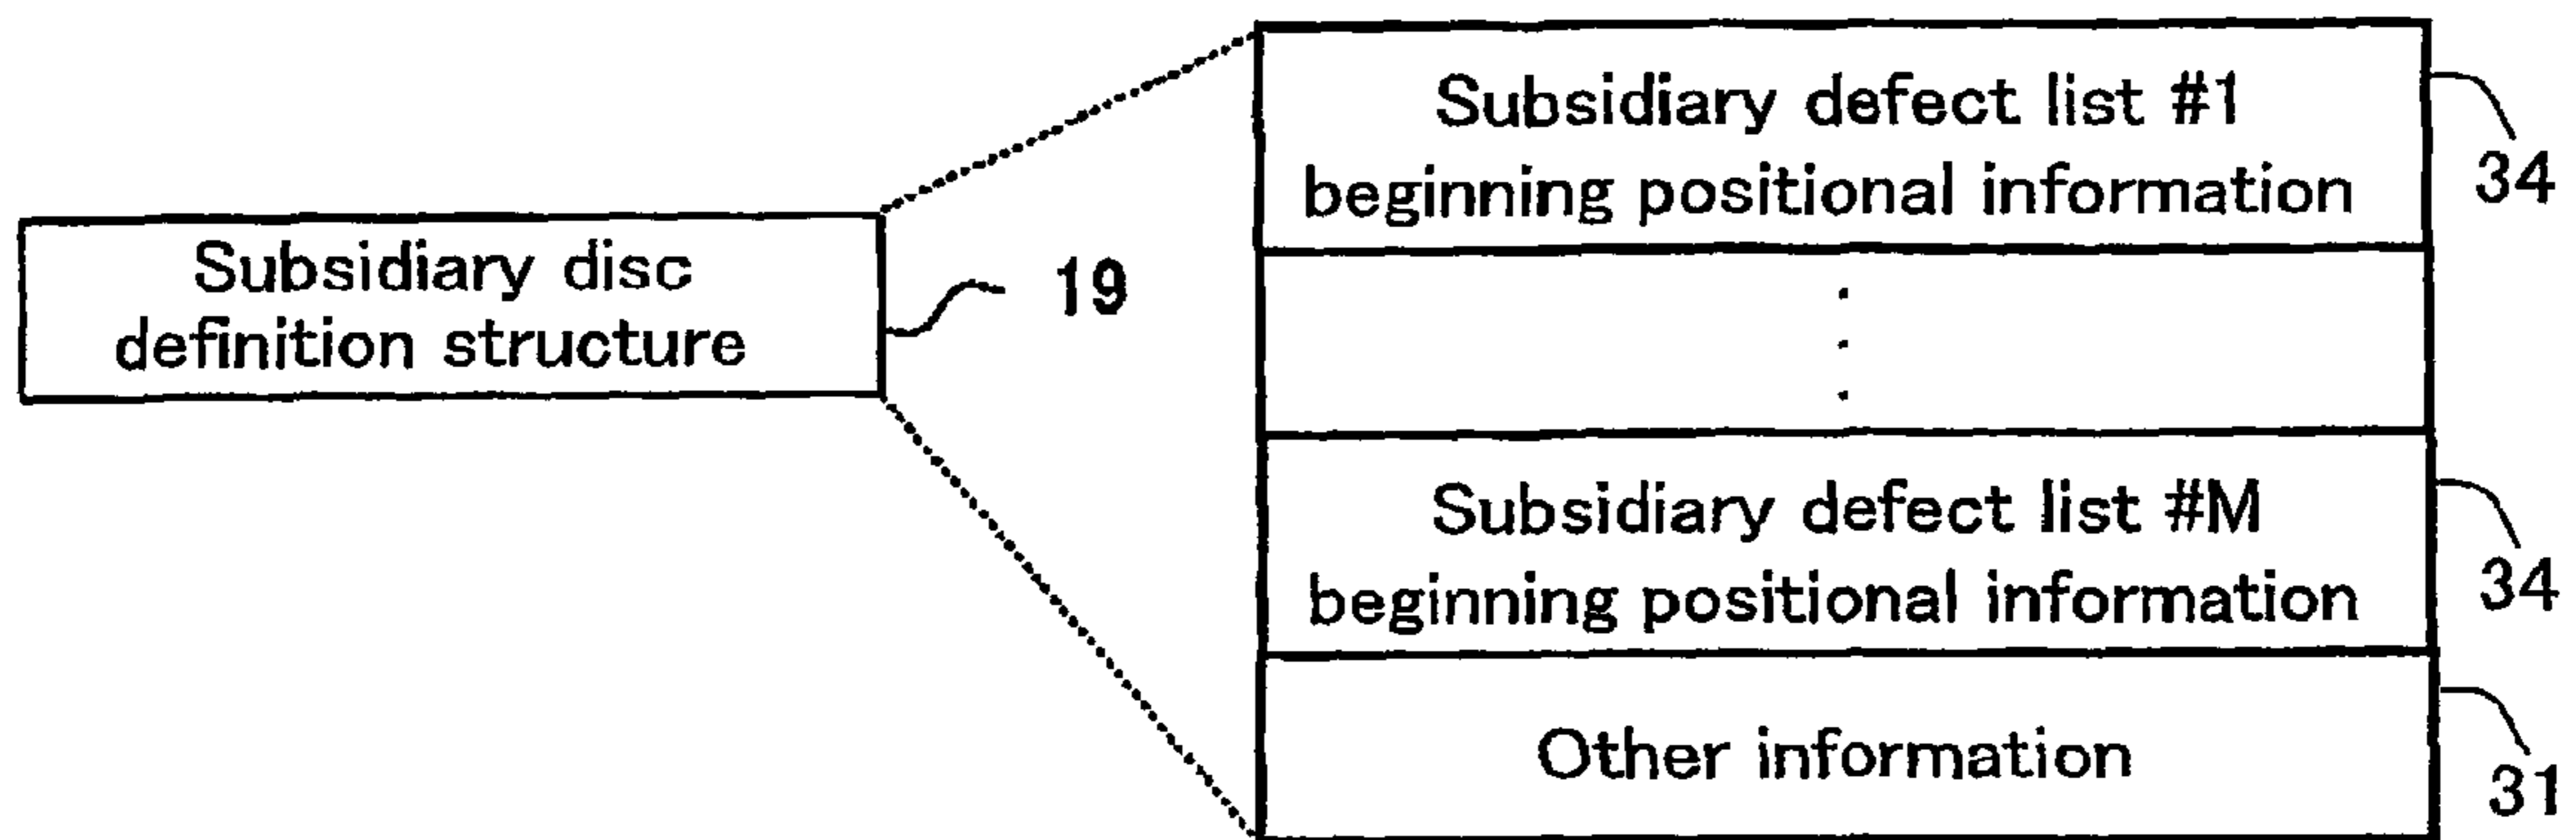 Subsidiary disc
definition structure
19
Subsidiary defect list #1
beginning positional information
34
Subsidiary defect list #M
beginning positional information
34
Other information
31